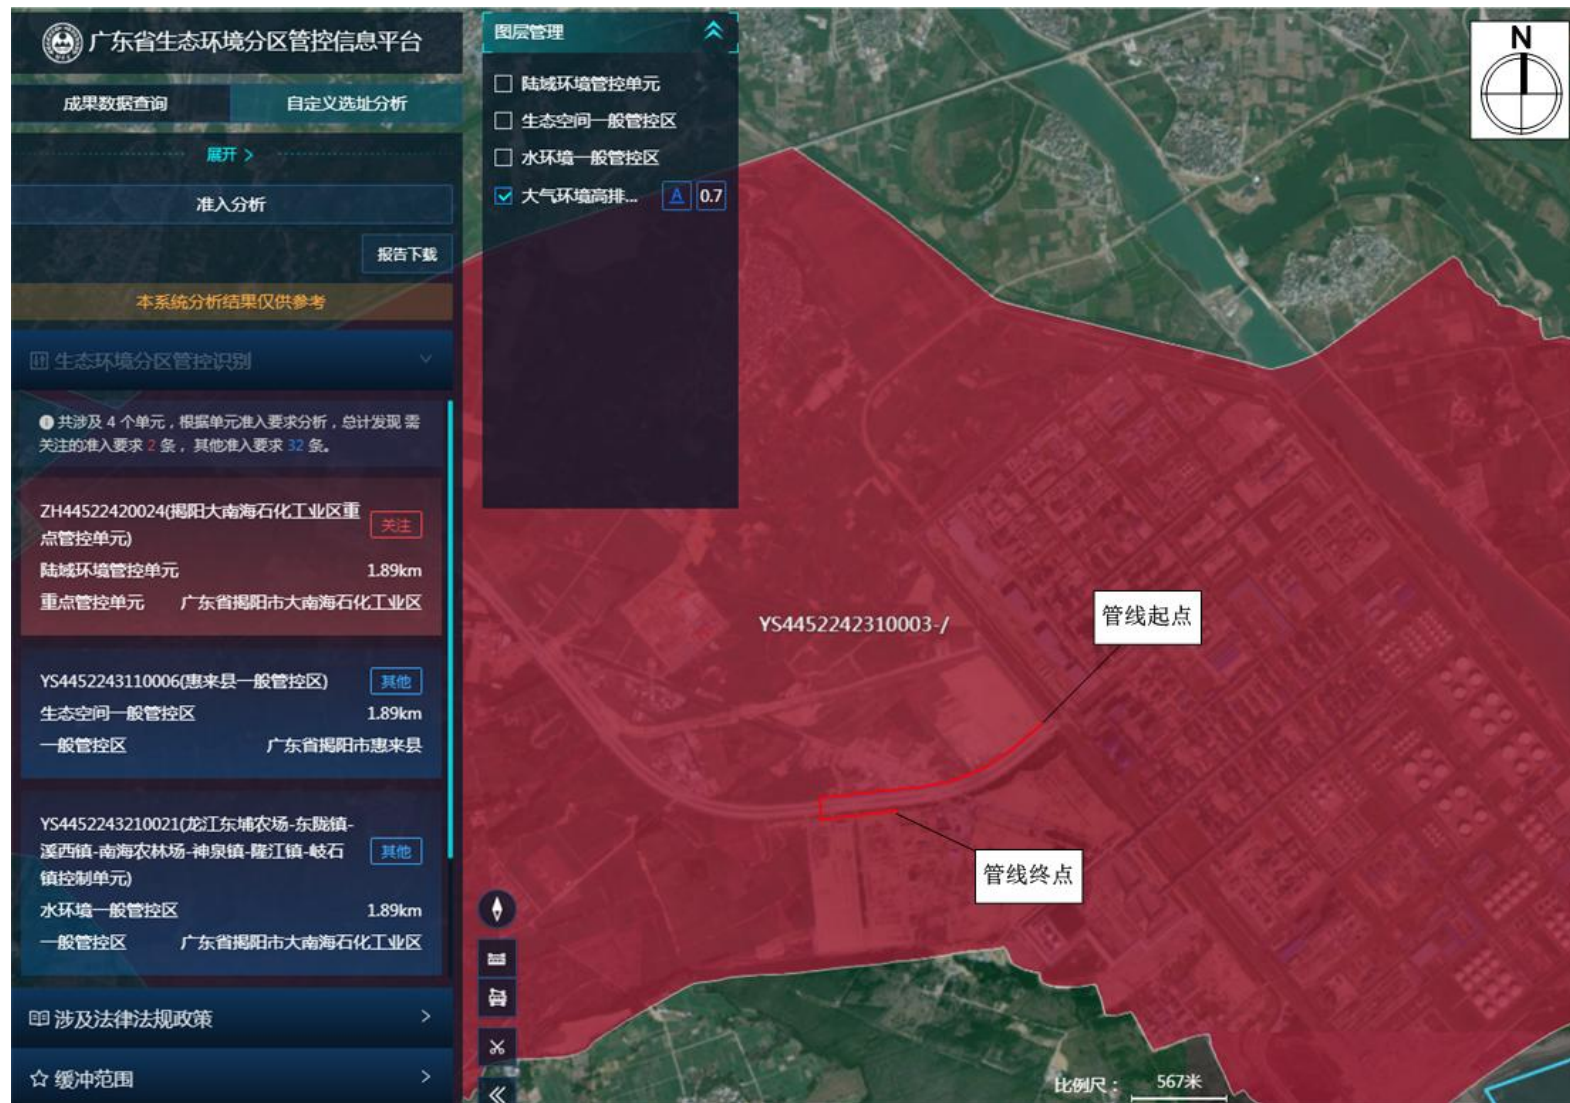 广东省生态环境分区管控信息平台
成果数据查询
自定义选址分析
展开 >
准入分析
报告下载
本系统分析结果仅供参考
生态环境分区管控识别
共涉及 4 个单元，根据单元准入要求分析，总计发现 需
关注的准入要求 2 条， 其他准入要求 32 条。
ZH44522420024(揭阳大南海石化工业区重
点管控单元)
关注
陆域环境管控单元
1.89km
重点管控单元
广东省揭阳市大南海石化工业区
YS4452243110006(惠来县一般管控区)
其他
生态空间一般管控区
1.89km
一般管控区
广东省揭阳市惠来县
YS4452243210021(龙江东埔农场-东陇镇-
溪西镇-南海农林场-神泉镇-隆江镇-岐石
镇控制单元)
其他
水环境一般管控区
1.89km
一般管控区
广东省揭阳市大南海石化工业区
涉及法律法规政策
缓冲范围
图层管理
陆域环境管控单元
生态空间一般管控区
水环境一般管控区
大气环境高排...
A
0.7
N
YS4452242310003-/
管线起点
管线终点
比例尺：
567米